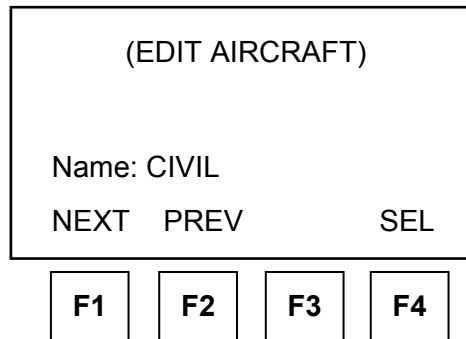 (EDIT AIRCRAFT)
Name: CIVIL
NEXT PREV SEL
F1 F2 F3 F4